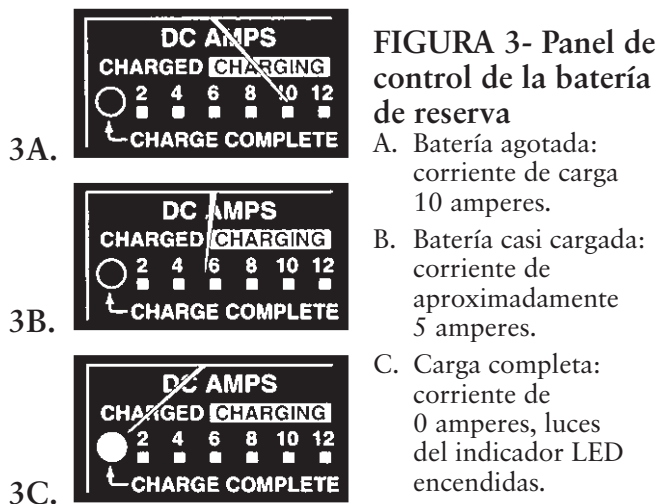 DC AMPS
CHARGED CHARGING
2 4 6 8 10 12
CHARGE COMPLETE
3A.
DC AMPS
CHARGED CHARGING
2 4 6 8 10 12
CHARGE COMPLETE
3B.
DC AMPS
CHARGED CHARGING
2 4 6 8 10 12
CHARGE COMPLETE
3C.
FIGURA 3- Panel de
control de la batería
de reserva
A. Batería agotada:
corriente de carga
10 amperes.
B. Batería casi cargada:
corriente de
aproximadamente
5 amperes.
C. Carga completa:
corriente de
0 amperes, luces
del indicador LED
encendidas.